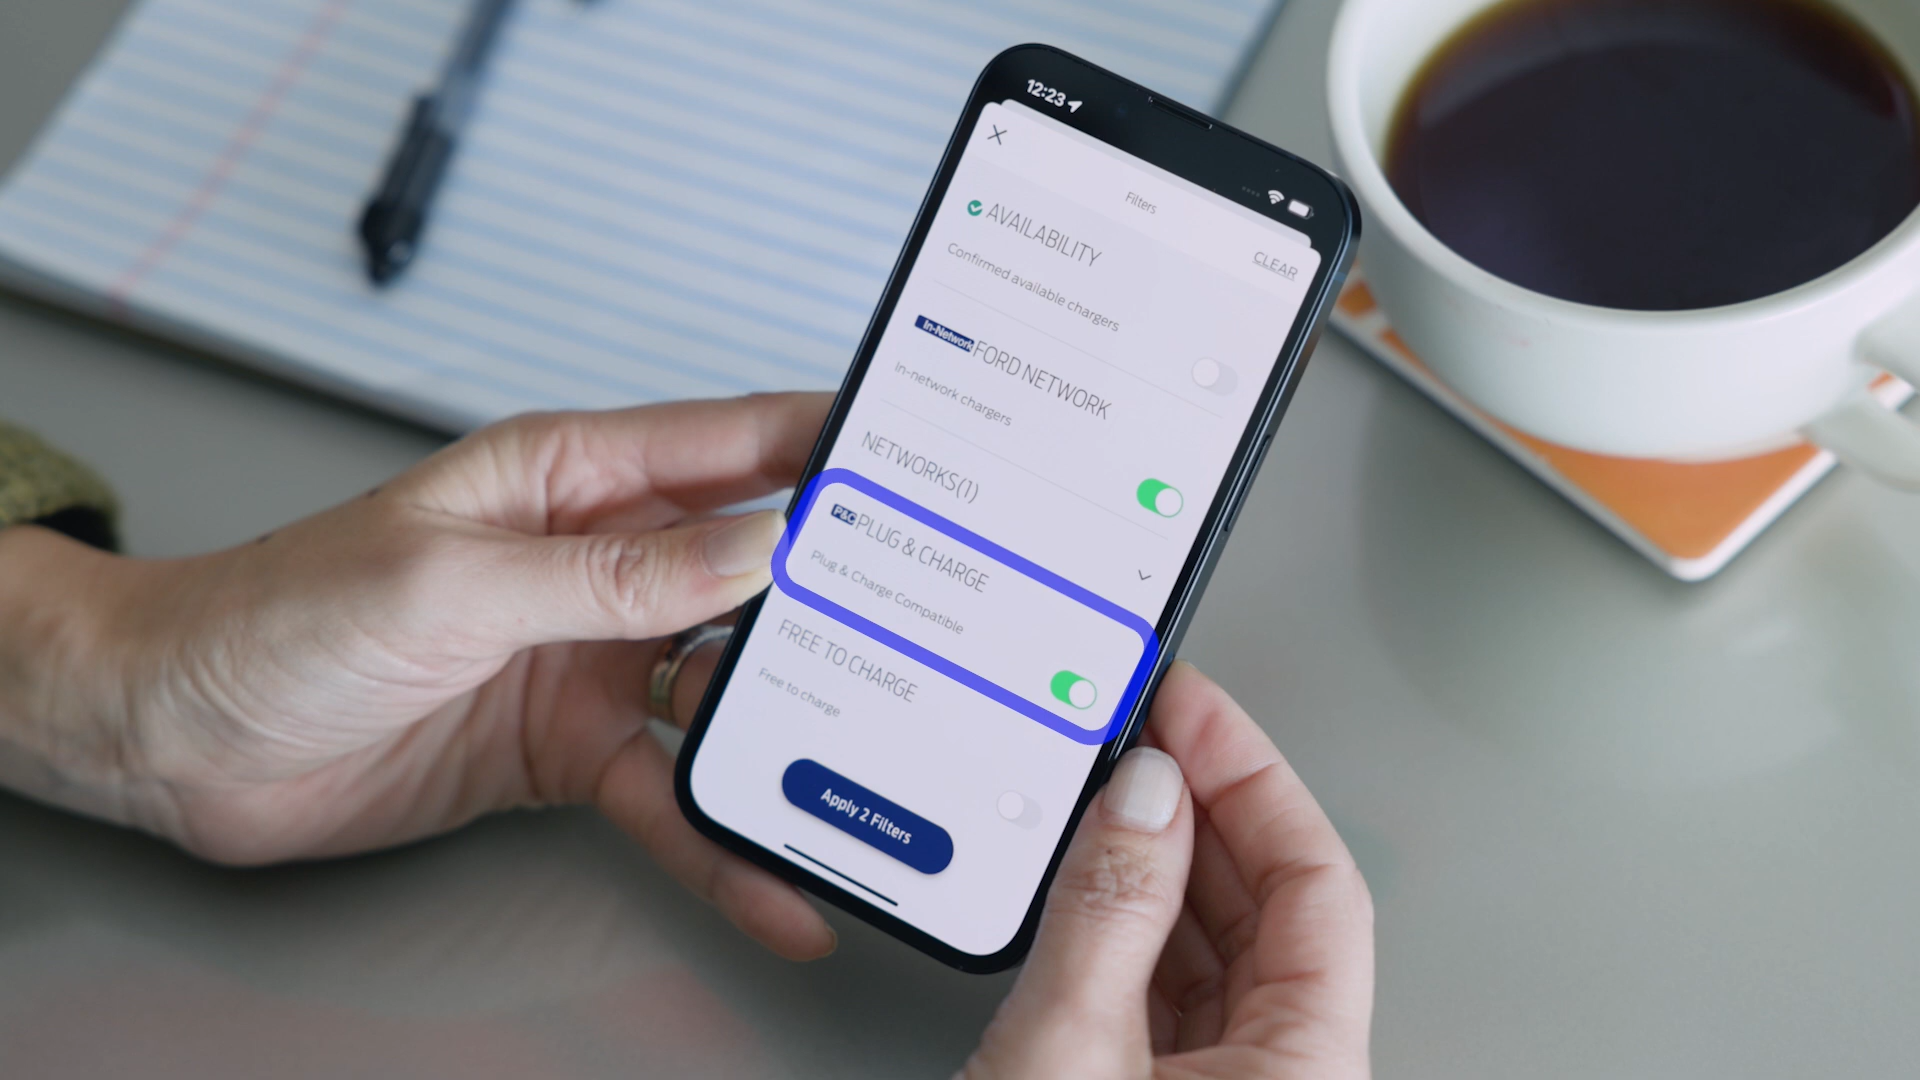 12:23
Filters
CLEAR
AVAILABILITY
Confirmed available chargers
In-Network FORD NETWORK
In-network chargers
NETWORKS(1)
P&C PLUG & CHARGE
Plug & Charge Compatible
FREE TO CHARGE
Free to charge
Apply 2 Filters